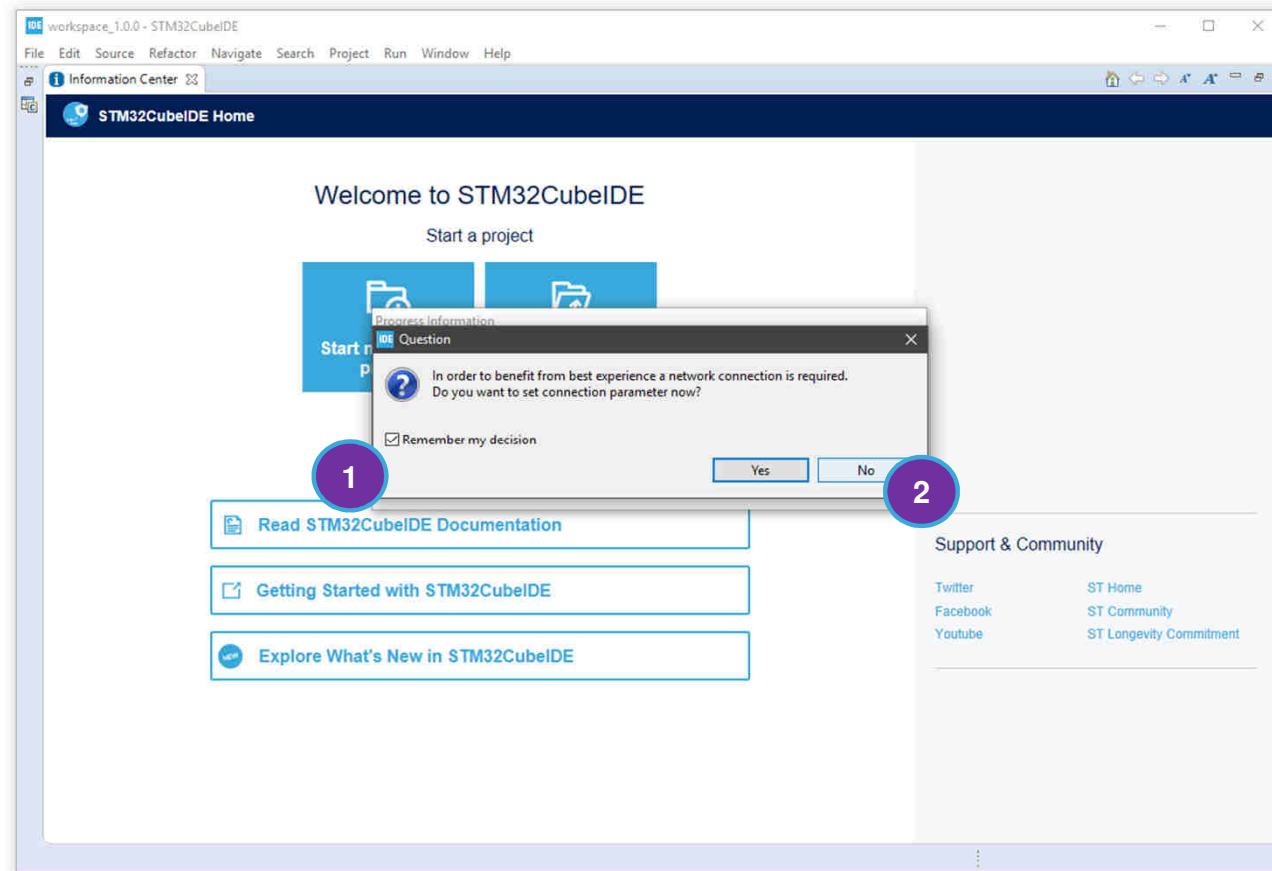 IDE workspace_1.0.0 - STM32CubeIDE
File Edit Source Refactor Navigate Search Project Run Window Help
Information Center
STM32CubeIDE Home
Welcome to STM32CubeIDE
Start a project
Start n
p
Progress Information
IDE Question
In order to benefit from best experience a network connection is required.
Do you want to set connection parameter now?
Remember my decision
Yes No
1
2
Read STM32CubeIDE Documentation
Getting Started with STM32CubeIDE
NEW Explore What's New in STM32CubeIDE
Support & Community
Twitter ST Home
Facebook ST Community
Youtube ST Longevity Commitment